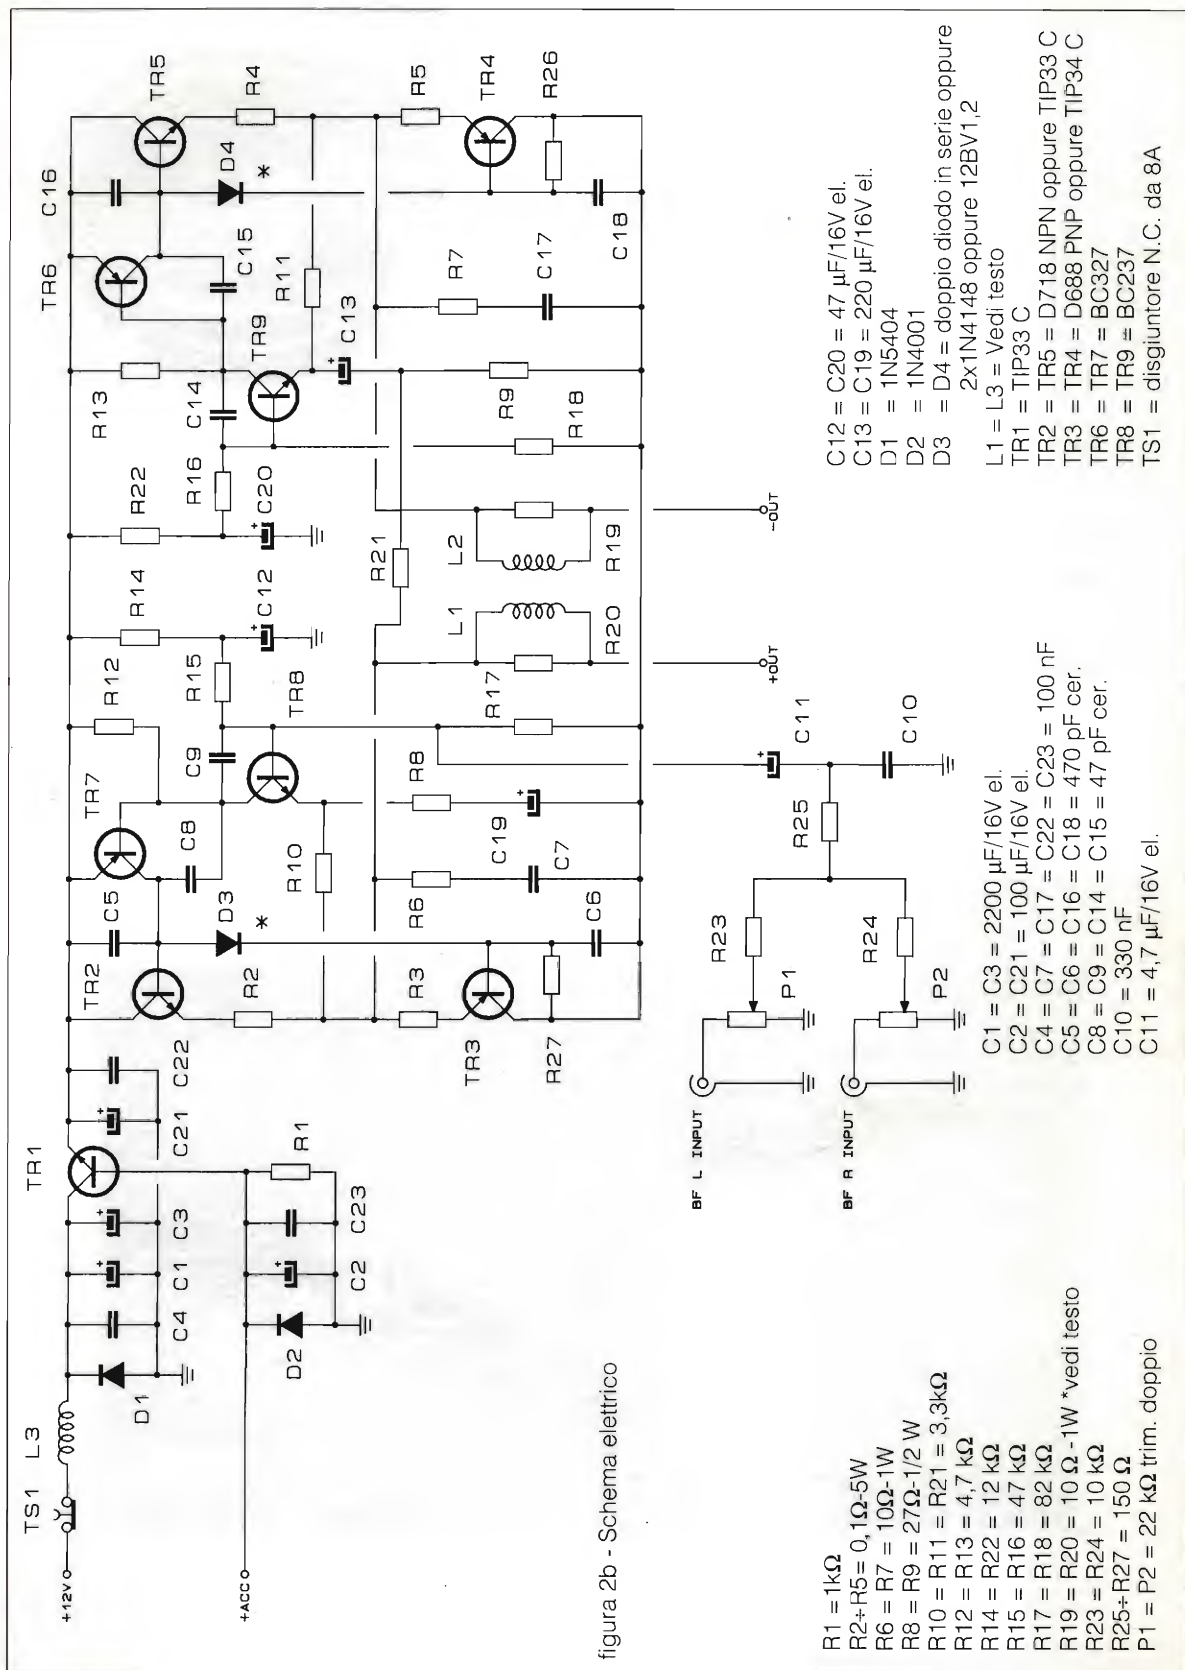 TS1
L3
+12V
D1
C4
C1
C3
TR1
C21
C22
+ACC
D2
C2
C23
R1
TR2
C5
TR7
R12
R14
R22
R13
TR6
C16
TR5
D3
*
C8
C9
R15
C12
C20
R16
C14
C15
D4
*
R2
R10
TR8
TR9
R11
R4
C13
R3
R6
R8
R17
L1
L2
R21
R9
R7
R5
TR3
C19
C7
R20
R19
R18
C17
TR4
R27
C6
C18
R26
BF L INPUT
P1
R23
R25
C11
+OUT
-OUT
BF R INPUT
P2
R24
C10
figura 2b - Schema elettrico
R1 = 1kΩ
R2÷R5= 0,1Ω-5W
R6 = R7 = 10Ω-1W
R8 = R9 = 27Ω-1/2 W
R10 = R11 = R21 = 3,3kΩ
R12 = R13 = 4,7 kΩ
R14 = R22 = 12 kΩ
R15 = R16 = 47 kΩ
R17 = R18 = 82 kΩ
R19 = R20 = 10 Ω -1W *vedi testo
R23 = R24 = 10 kΩ
R25÷R27 = 150 Ω
P1 = P2 = 22 kΩ trim. doppio
C1 = C3 = 2200 µF/16V el.
C2 = C21 = 100 µF/16V el.
C4 = C7 = C17 = C22 = C23 = 100 nF
C5 = C6 = C16 = C18 = 470 pF cer.
C8 = C9 = C14 = C15 = 47 pF cer.
C10 = 330 nF
C11 = 4,7 µF/16V el.
C12 = C20 = 47 µF/16V el.
C13 = C19 = 220 µF/16V el.
D1 = 1N5404
D2 = 1N4001
D3 = D4 = doppio diodo in serie oppure
2x1N4148 oppure 12BV1,2
L1 = L3 = Vedi testo
TR1 = TIP33 C
TR2 = TR5 = D718 NPN oppure TIP33 C
TR3 = TR4 = D688 PNP oppure TIP34 C
TR6 = TR7 = BC327
TR8 = TR9 = BC237
TS1 = disgiuntore N.C. da 8A